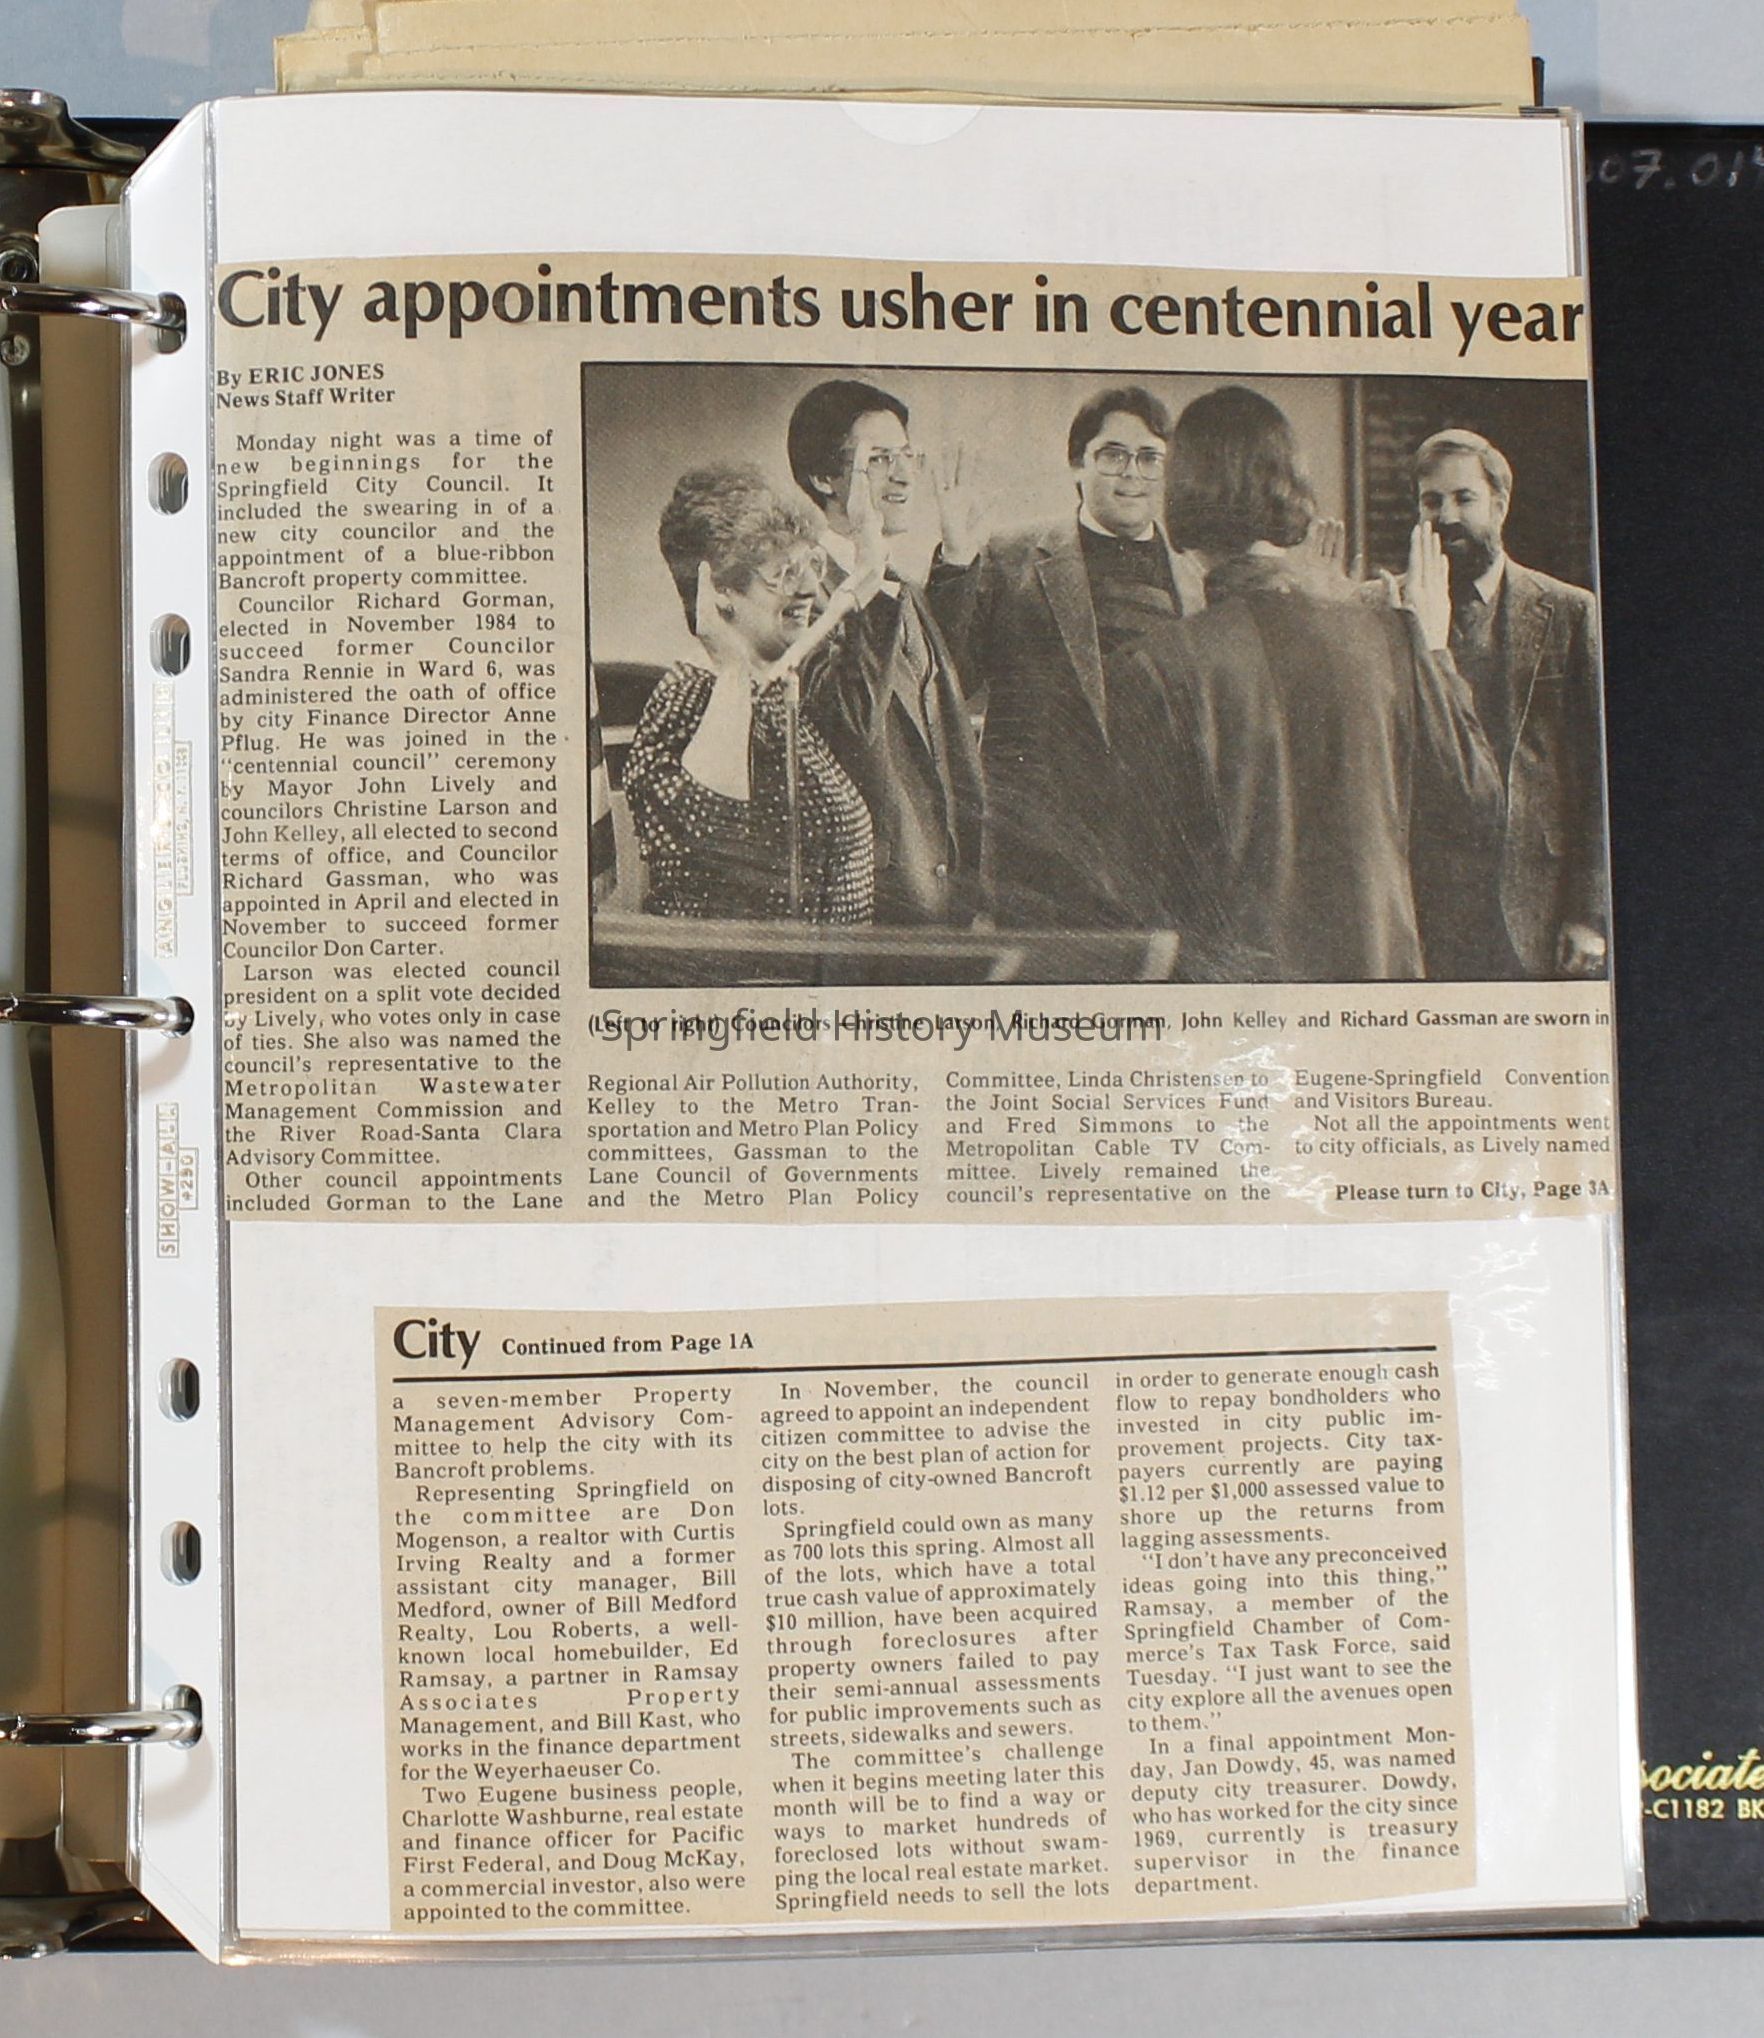 07.014
City appointments usher in centennial year
By ERIC JONES
News Staff Writer
Monday night was a time of
new beginnings for the
Springfield City Council. It
included the swearing in of a
new city councilor and the
appointment of a blue-ribbon
Bancroft property committee.
Councilor Richard Gorman,
elected in November 1984 to
succeed former Councilor
Sandra Rennie in Ward 6, was
administered the oath of office
by city Finance Director Anne
Pflug. He was joined in the
"centennial council" ceremony
by Mayor John Lively and
councilors Christine Larson and
John Kelley, all elected to second
terms of office, and Councilor
Richard Gassman, who was
appointed in April and elected in
November to succeed former
Councilor Don Carter.
Larson was elected council
president on a split vote decided
by Lively, who votes only in case
of ties. She also was named the
council's representative to the
Metropolitan Wastewater
Management Commission and
the River Road-Santa Clara
Advisory Committee.
Other council appointments
included Gorman to the Lane
(Left to right) Councilors Christine Larson, Richard Gorman, John Kelley and Richard Gassman are sworn in
Springfield History Museum
Regional Air Pollution Authority,
Kelley to the Metro Tran-
sportation and Metro Plan Policy
committees, Gassman to the
Lane Council of Governments
and the Metro Plan Policy
Committee, Linda Christensen to
the Joint Social Services Fund
and Fred Simmons to the
Metropolitan Cable TV Com-
mittee. Lively remained the
council's representative on the
Eugene-Springfield Convention
and Visitors Bureau.
Not all the appointments went
to city officials, as Lively named
Please turn to City, Page 3A
City Continued from Page 1A
a seven-member Property
Management Advisory Com-
mittee to help the city with its
Bancroft problems.
Representing Springfield on
the committee are Don
Mogenson, a realtor with Curtis
Irving Realty and a former
assistant city manager, Bill
Medford, owner of Bill Medford
Realty, Lou Roberts, a well-
known local homebuilder, Ed
Ramsay, a partner in Ramsay
Associates Property
Management, and Bill Kast, who
works in the finance department
for the Weyerhaeuser Co.
Two Eugene business people,
Charlotte Washburne, real estate
and finance officer for Pacific
First Federal, and Doug McKay,
a commercial investor, also were
appointed to the committee.
In November, the council
agreed to appoint an independent
citizen committee to advise the
city on the best plan of action for
disposing of city-owned Bancroft
lots.
Springfield could own as many
as 700 lots this spring. Almost all
of the lots, which have a total
true cash value of approximately
$10 million, have been acquired
through foreclosures after
property owners failed to pay
their semi-annual assessments
for public improvements such as
streets, sidewalks and sewers.
The committee's challenge
when it begins meeting later this
month will be to find a way or
ways to market hundreds of
foreclosed lots without swam-
ping the local real estate market.
Springfield needs to sell the lots
in order to generate enough cash
flow to repay bondholders who
invested in city public im-
provement projects. City tax-
payers currently are paying
$1.12 per $1,000 assessed value to
shore up the returns from
lagging assessments.
"I don't have any preconceived
ideas going into this thing,"
Ramsay, a member of the
Springfield Chamber of Com-
merce's Tax Task Force, said
Tuesday. "I just want to see the
city explore all the avenues open
to them."
In a final appointment Mon-
day, Jan Dowdy, 45, was named
deputy city treasurer. Dowdy,
who has worked for the city since
1969, currently is treasury
supervisor in the finance
department.
SHOW-ALL
#290
ociate
-C1182 BK